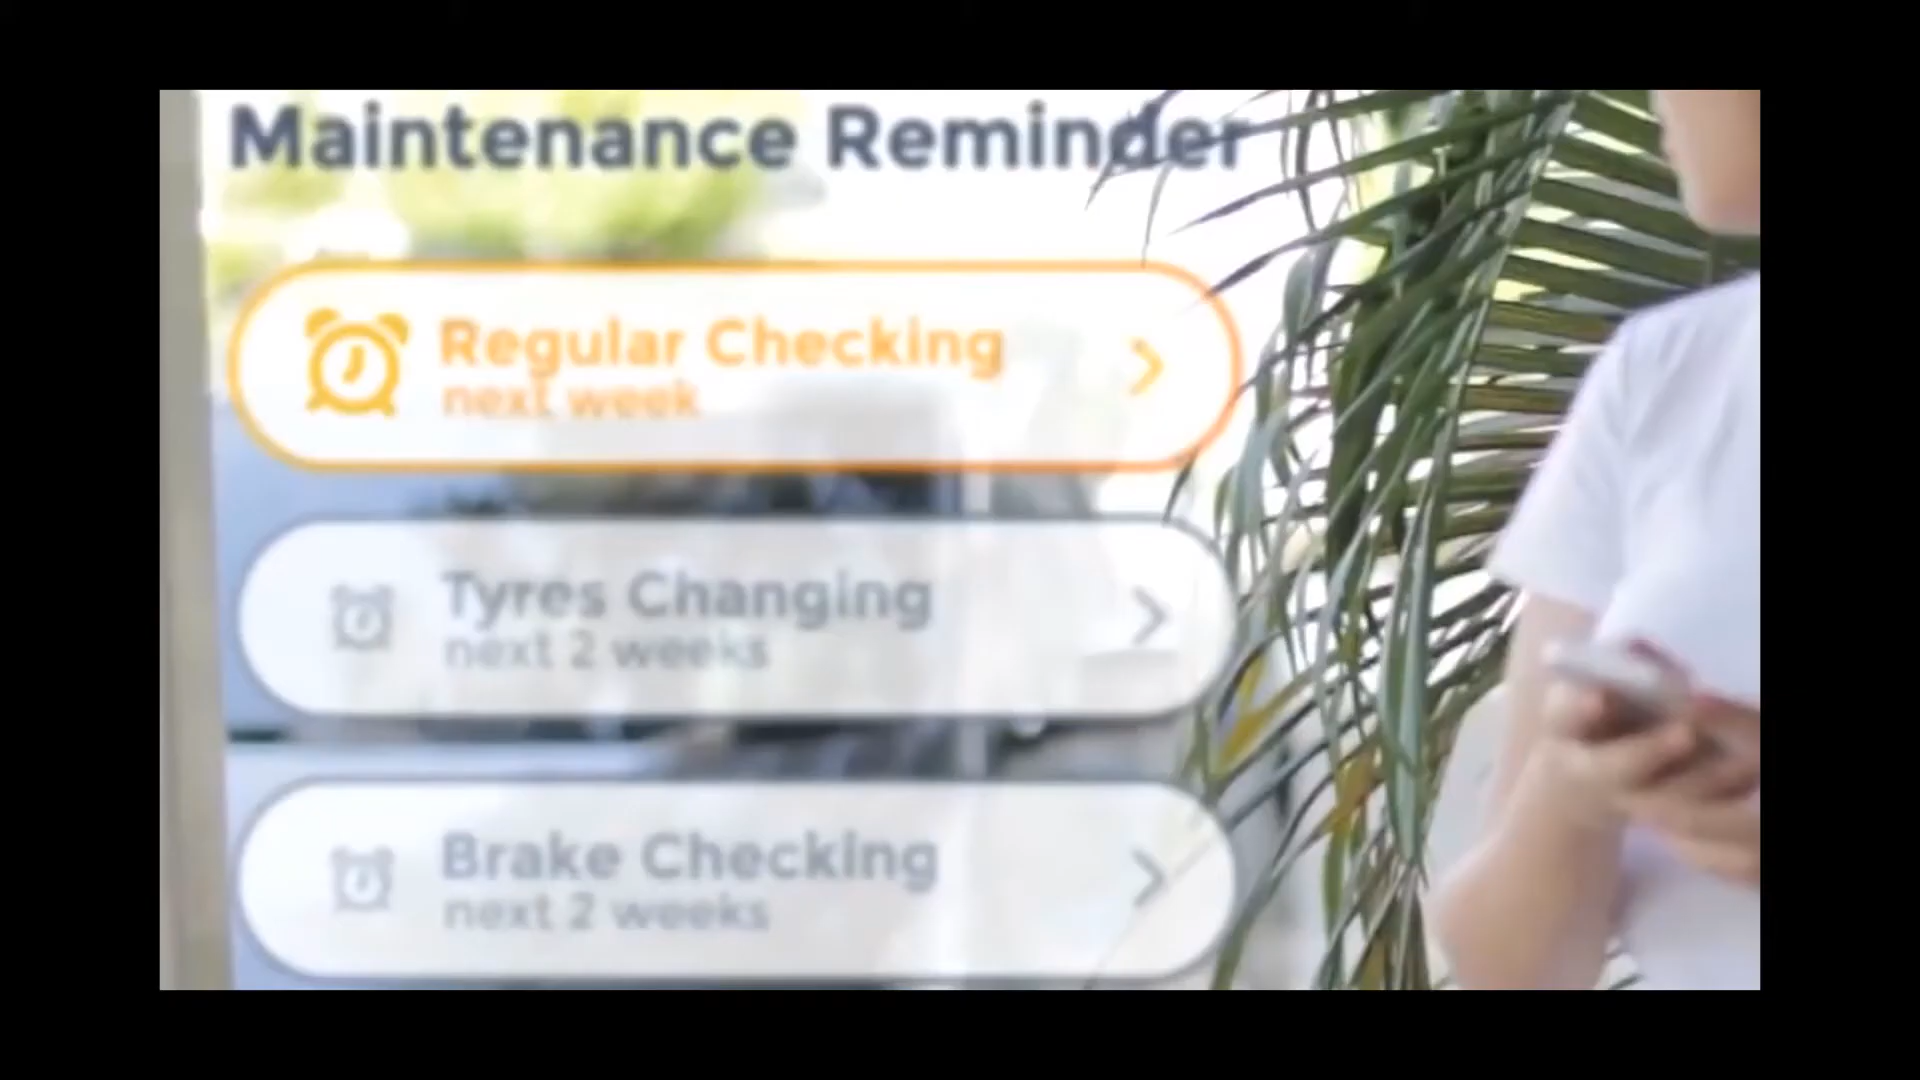 Maintenance Reminder
Regular Checking
next week
Tyres Changing
next 2 weeks
Brake Checking
next 2 weeks